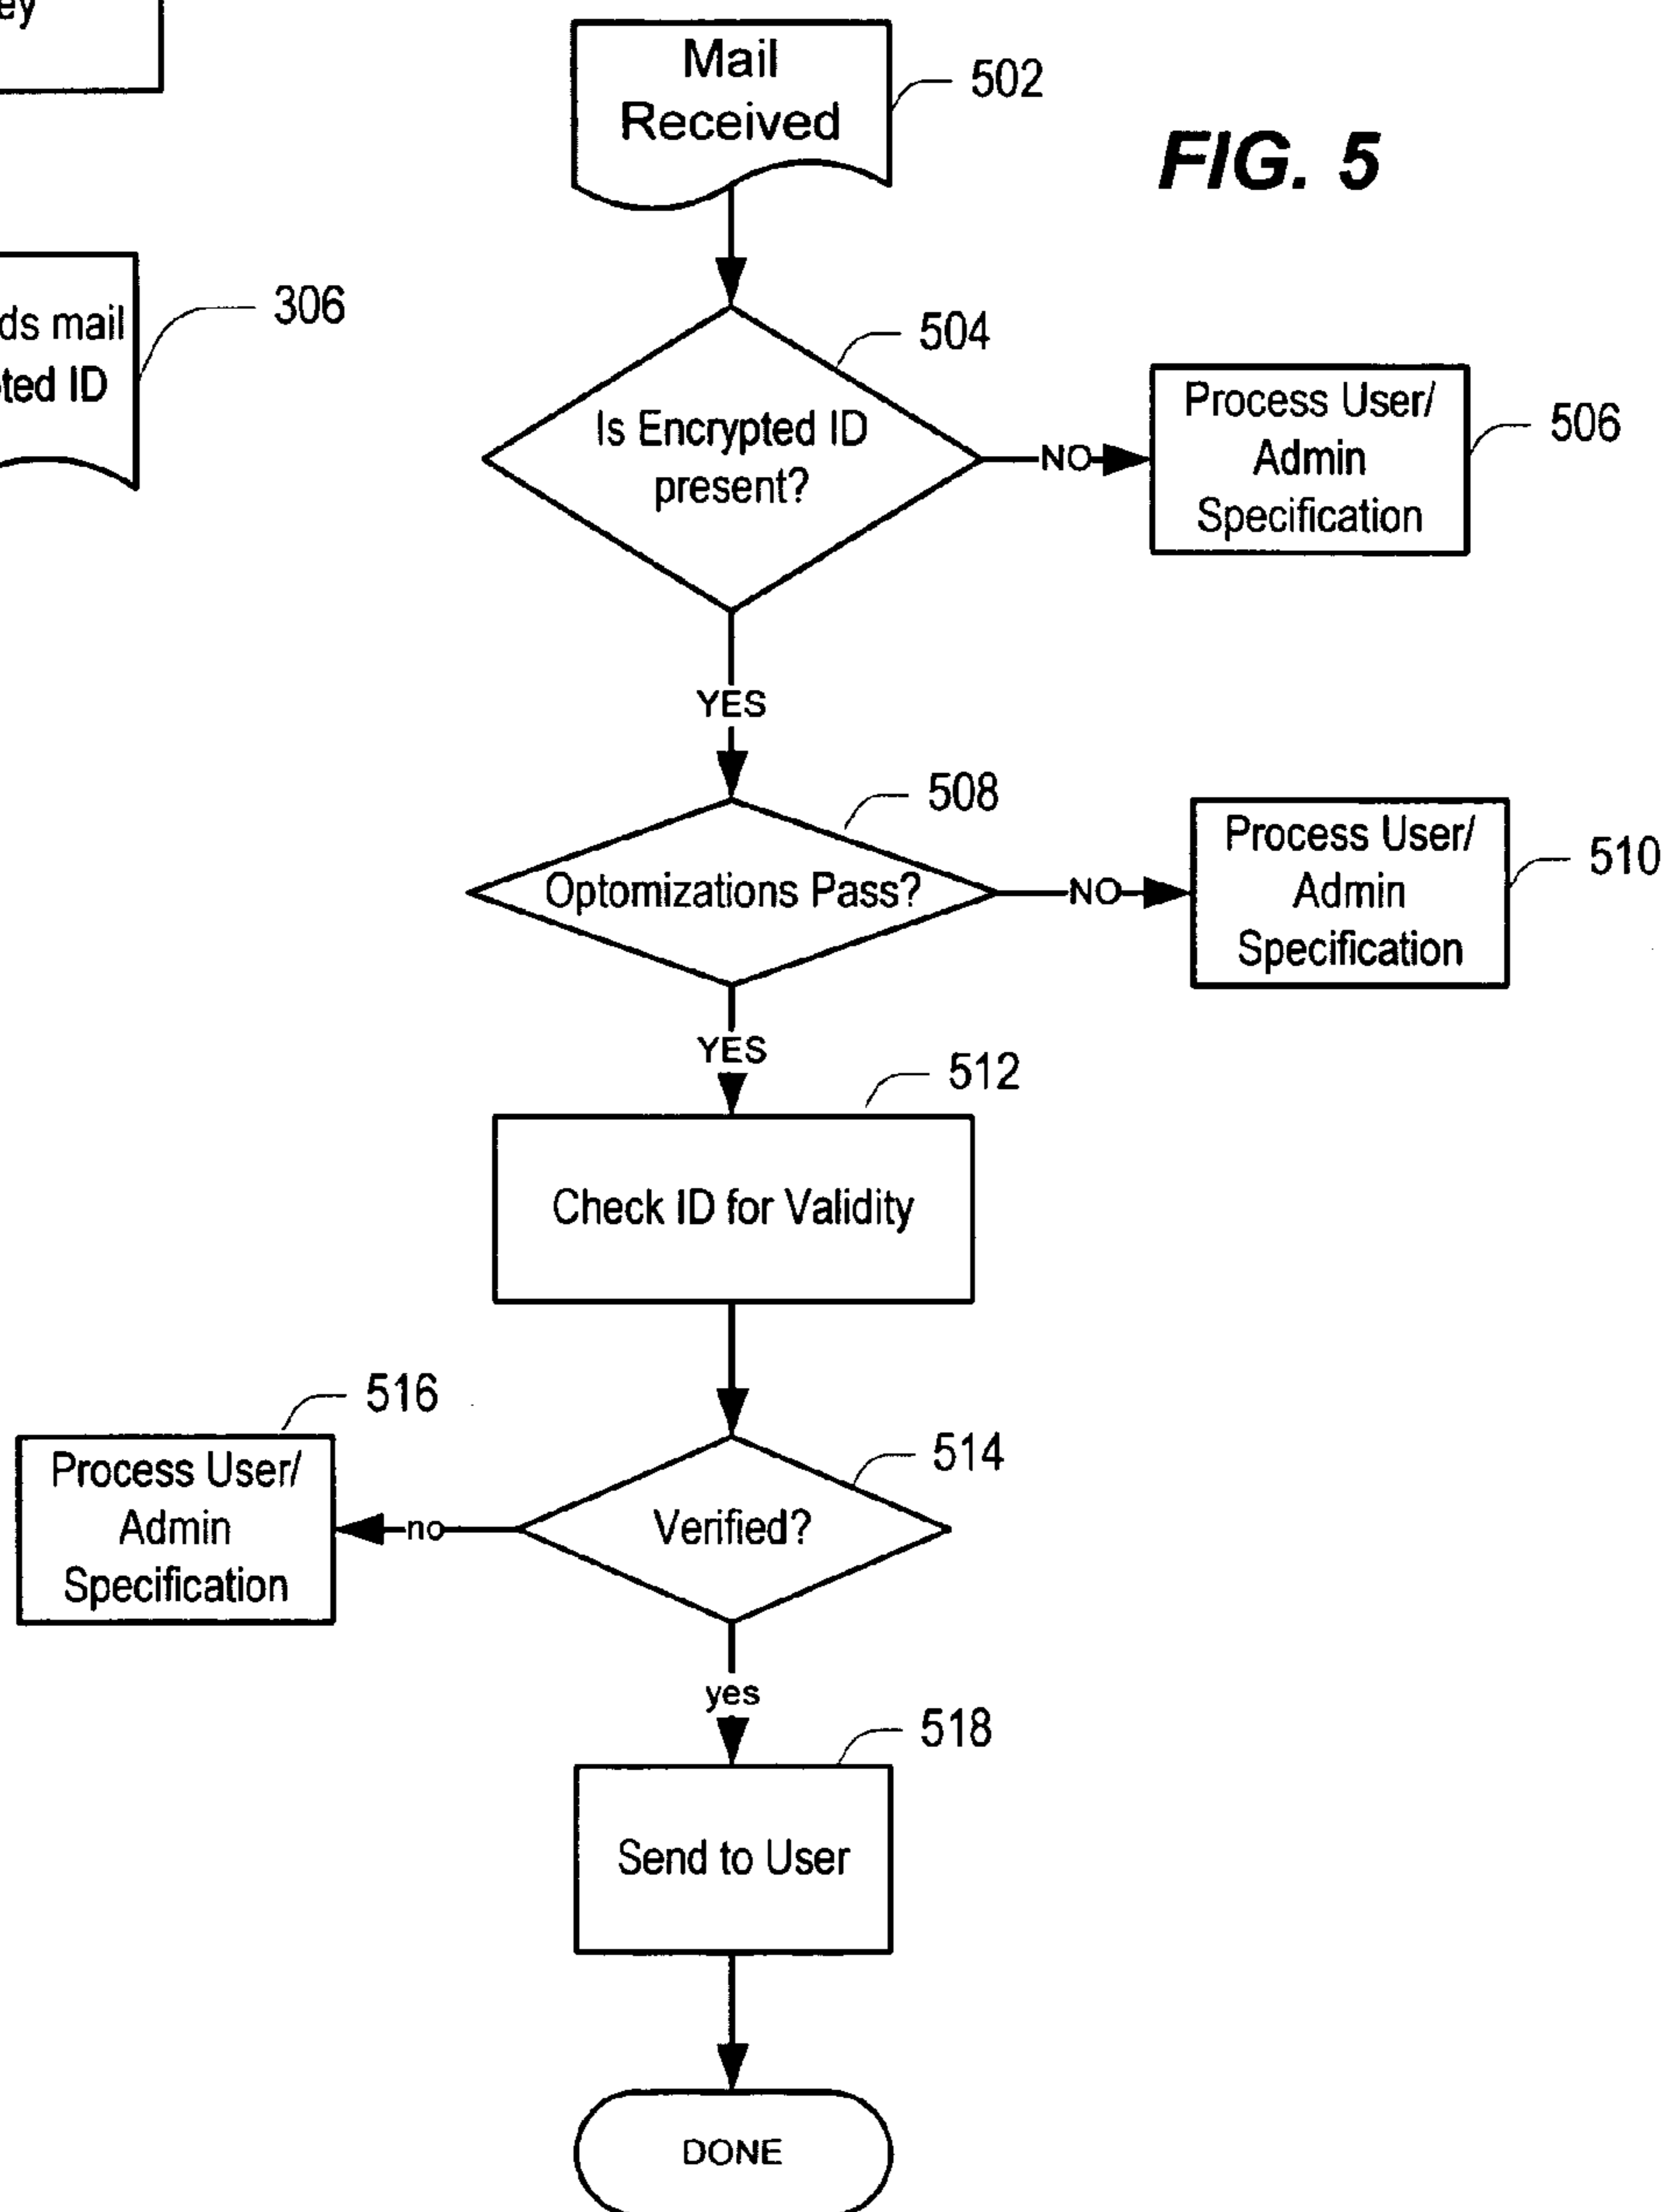 ey
Mail
Received
502
FIG. 5
306
ds mail
ted ID
504
Is Encrypted ID
present?
NO
Process User/
Admin
Specification
506
YES
508
Optomizations Pass?
NO
Process User/
Admin
Specification
510
YES
512
Check ID for Validity
516
Process User/
Admin
Specification
no
514
Verified?
yes
518
Send to User
DONE